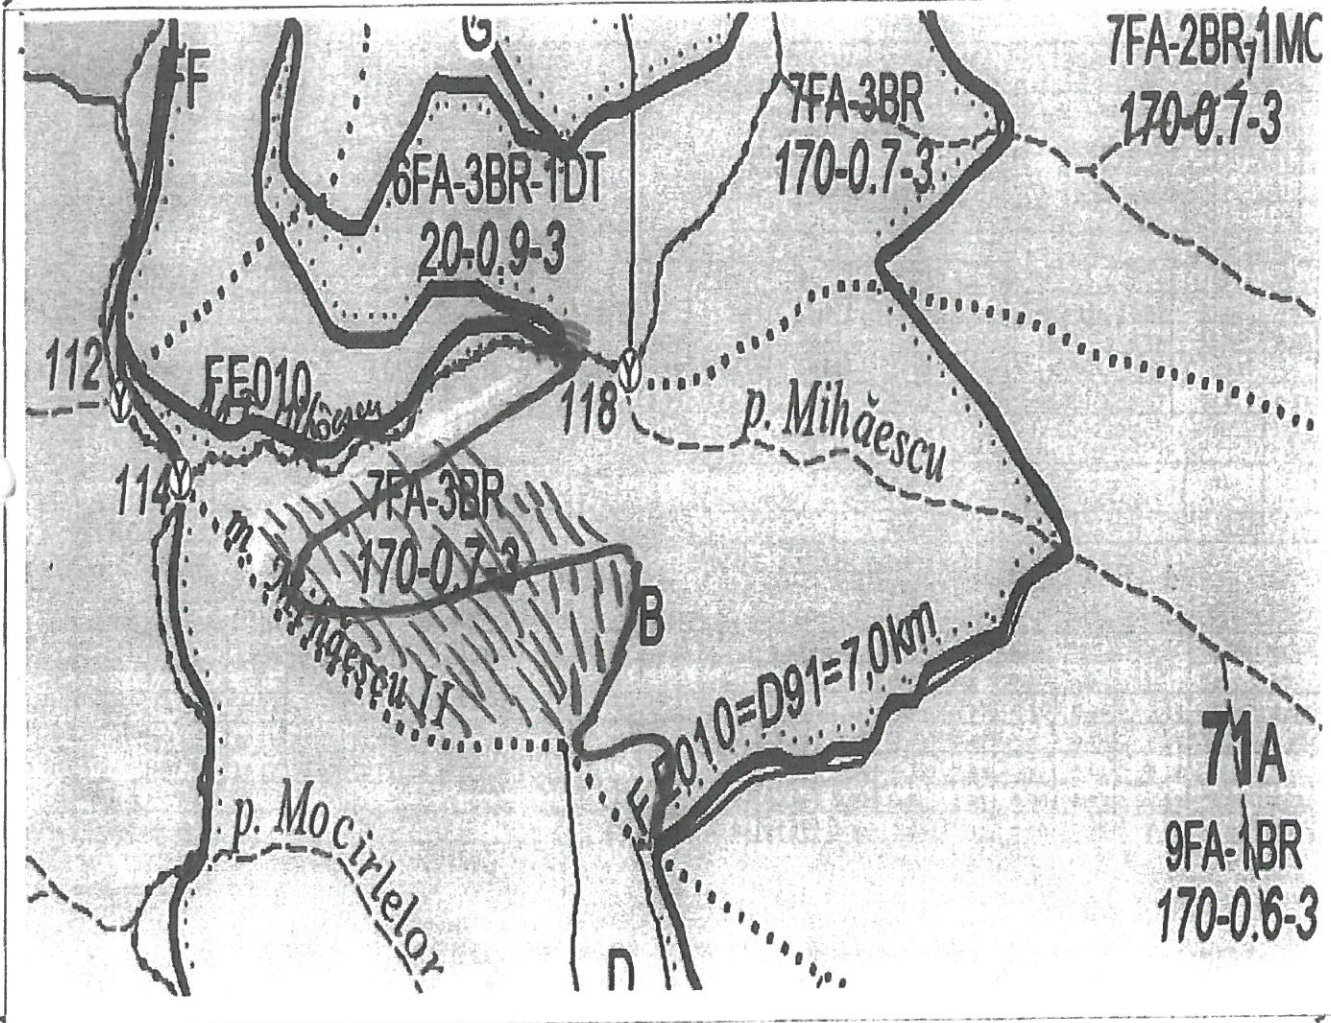 FF
G
7FA-3BR
170-0.7-3
7FA-2BR-1MC
170-0.7-3
6FA-3BR-1DT
20-0.9-3
112
FE010
118
p. Mihăescu
114
7FA-3BR
170-0.7-3
B
FE2010=D91=7,0km
71A
p. Mocirlelor
9FA-1BR
170-0.6-3
D